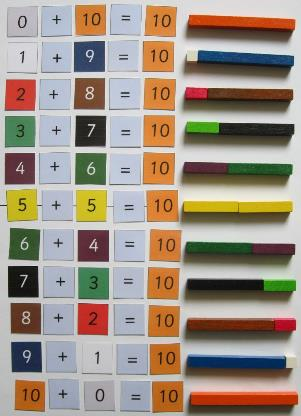 0 + 10 = 10
1 + 9 = 10
2 + 8 = 10
3 + 7 = 10
4 + 6 = 10
5 + 5 = 10
6 + 4 = 10
7 + 3 = 10
8 + 2 = 10
9 + 1 = 10
10 + 0 = 10